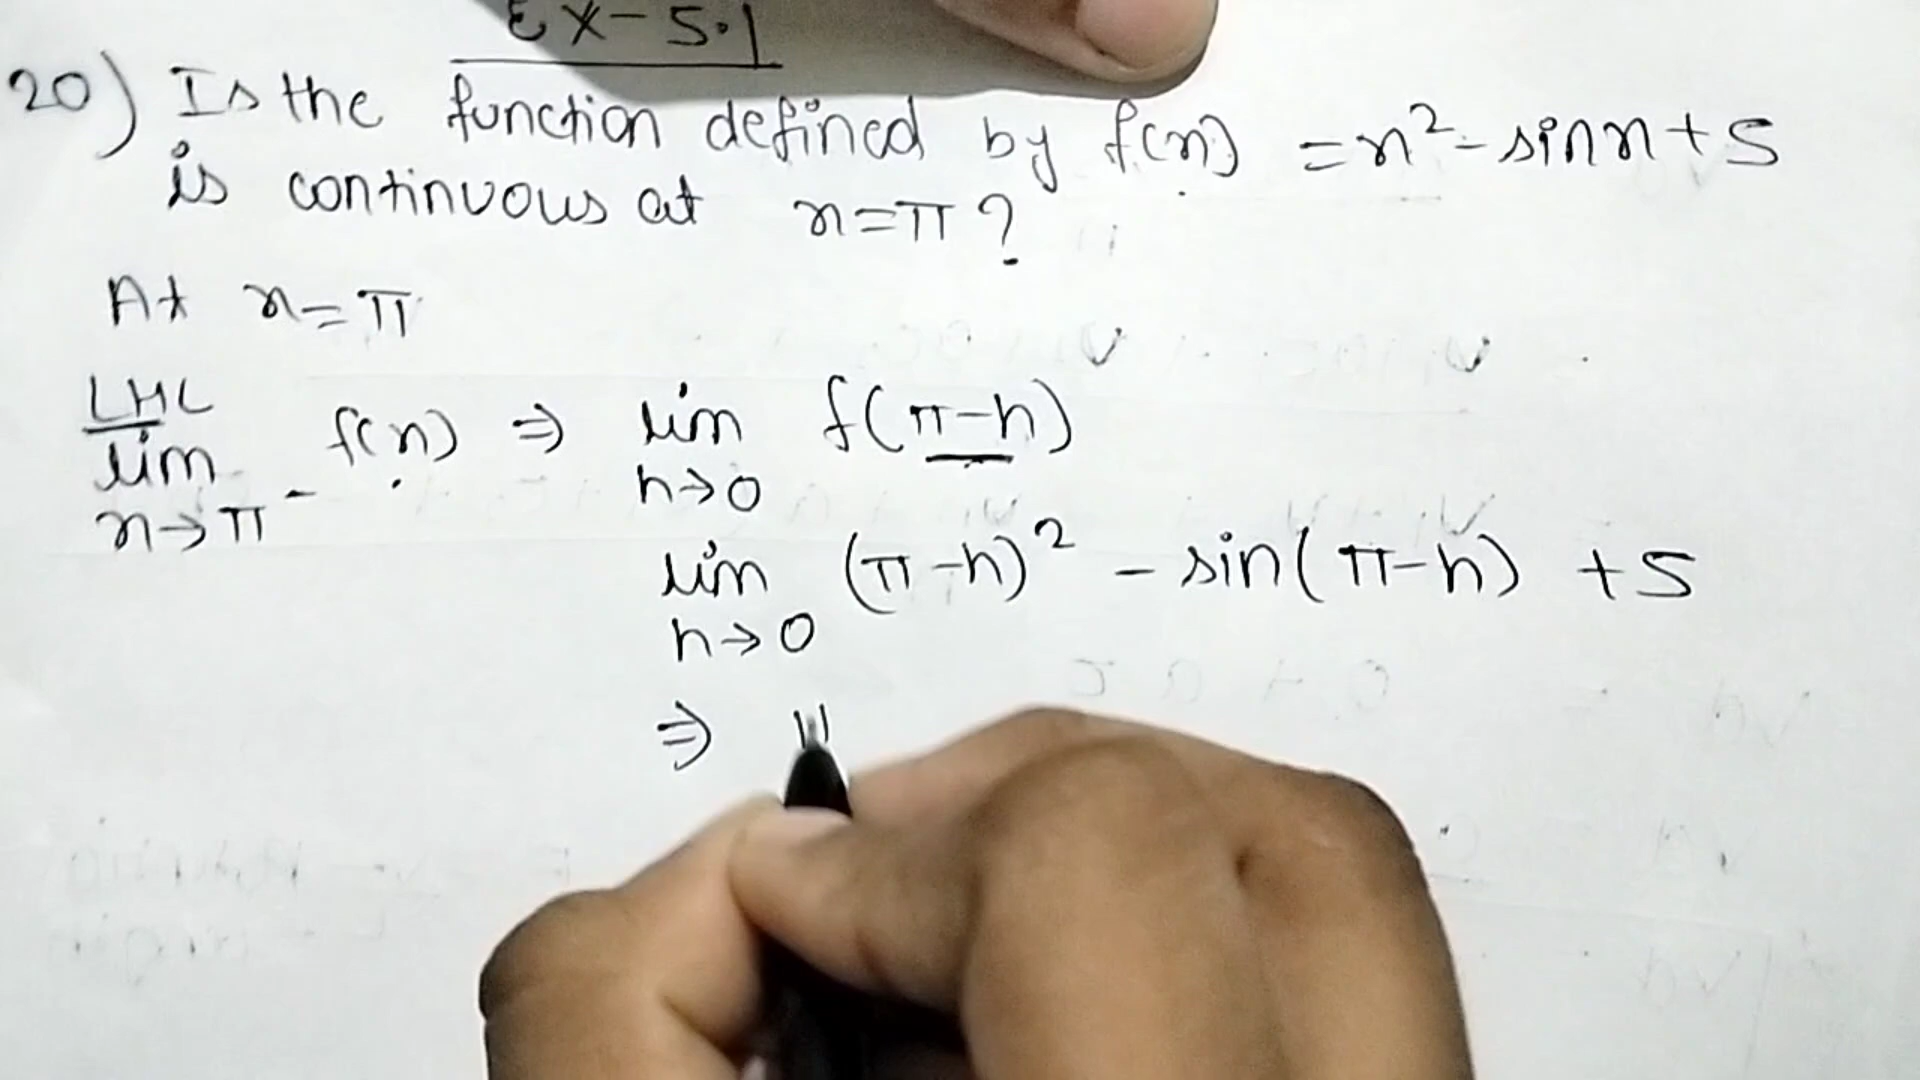 Ex-5.1
20) Is the function defined by f(x) = x² - sinx + 5
is continuous at x=π?
At x=π
LHL
lim f(x) ⇒ lim f(π-h)
x→π⁻ h→0
lim (π-h)² - sin(π-h) + 5
h→0
⇒